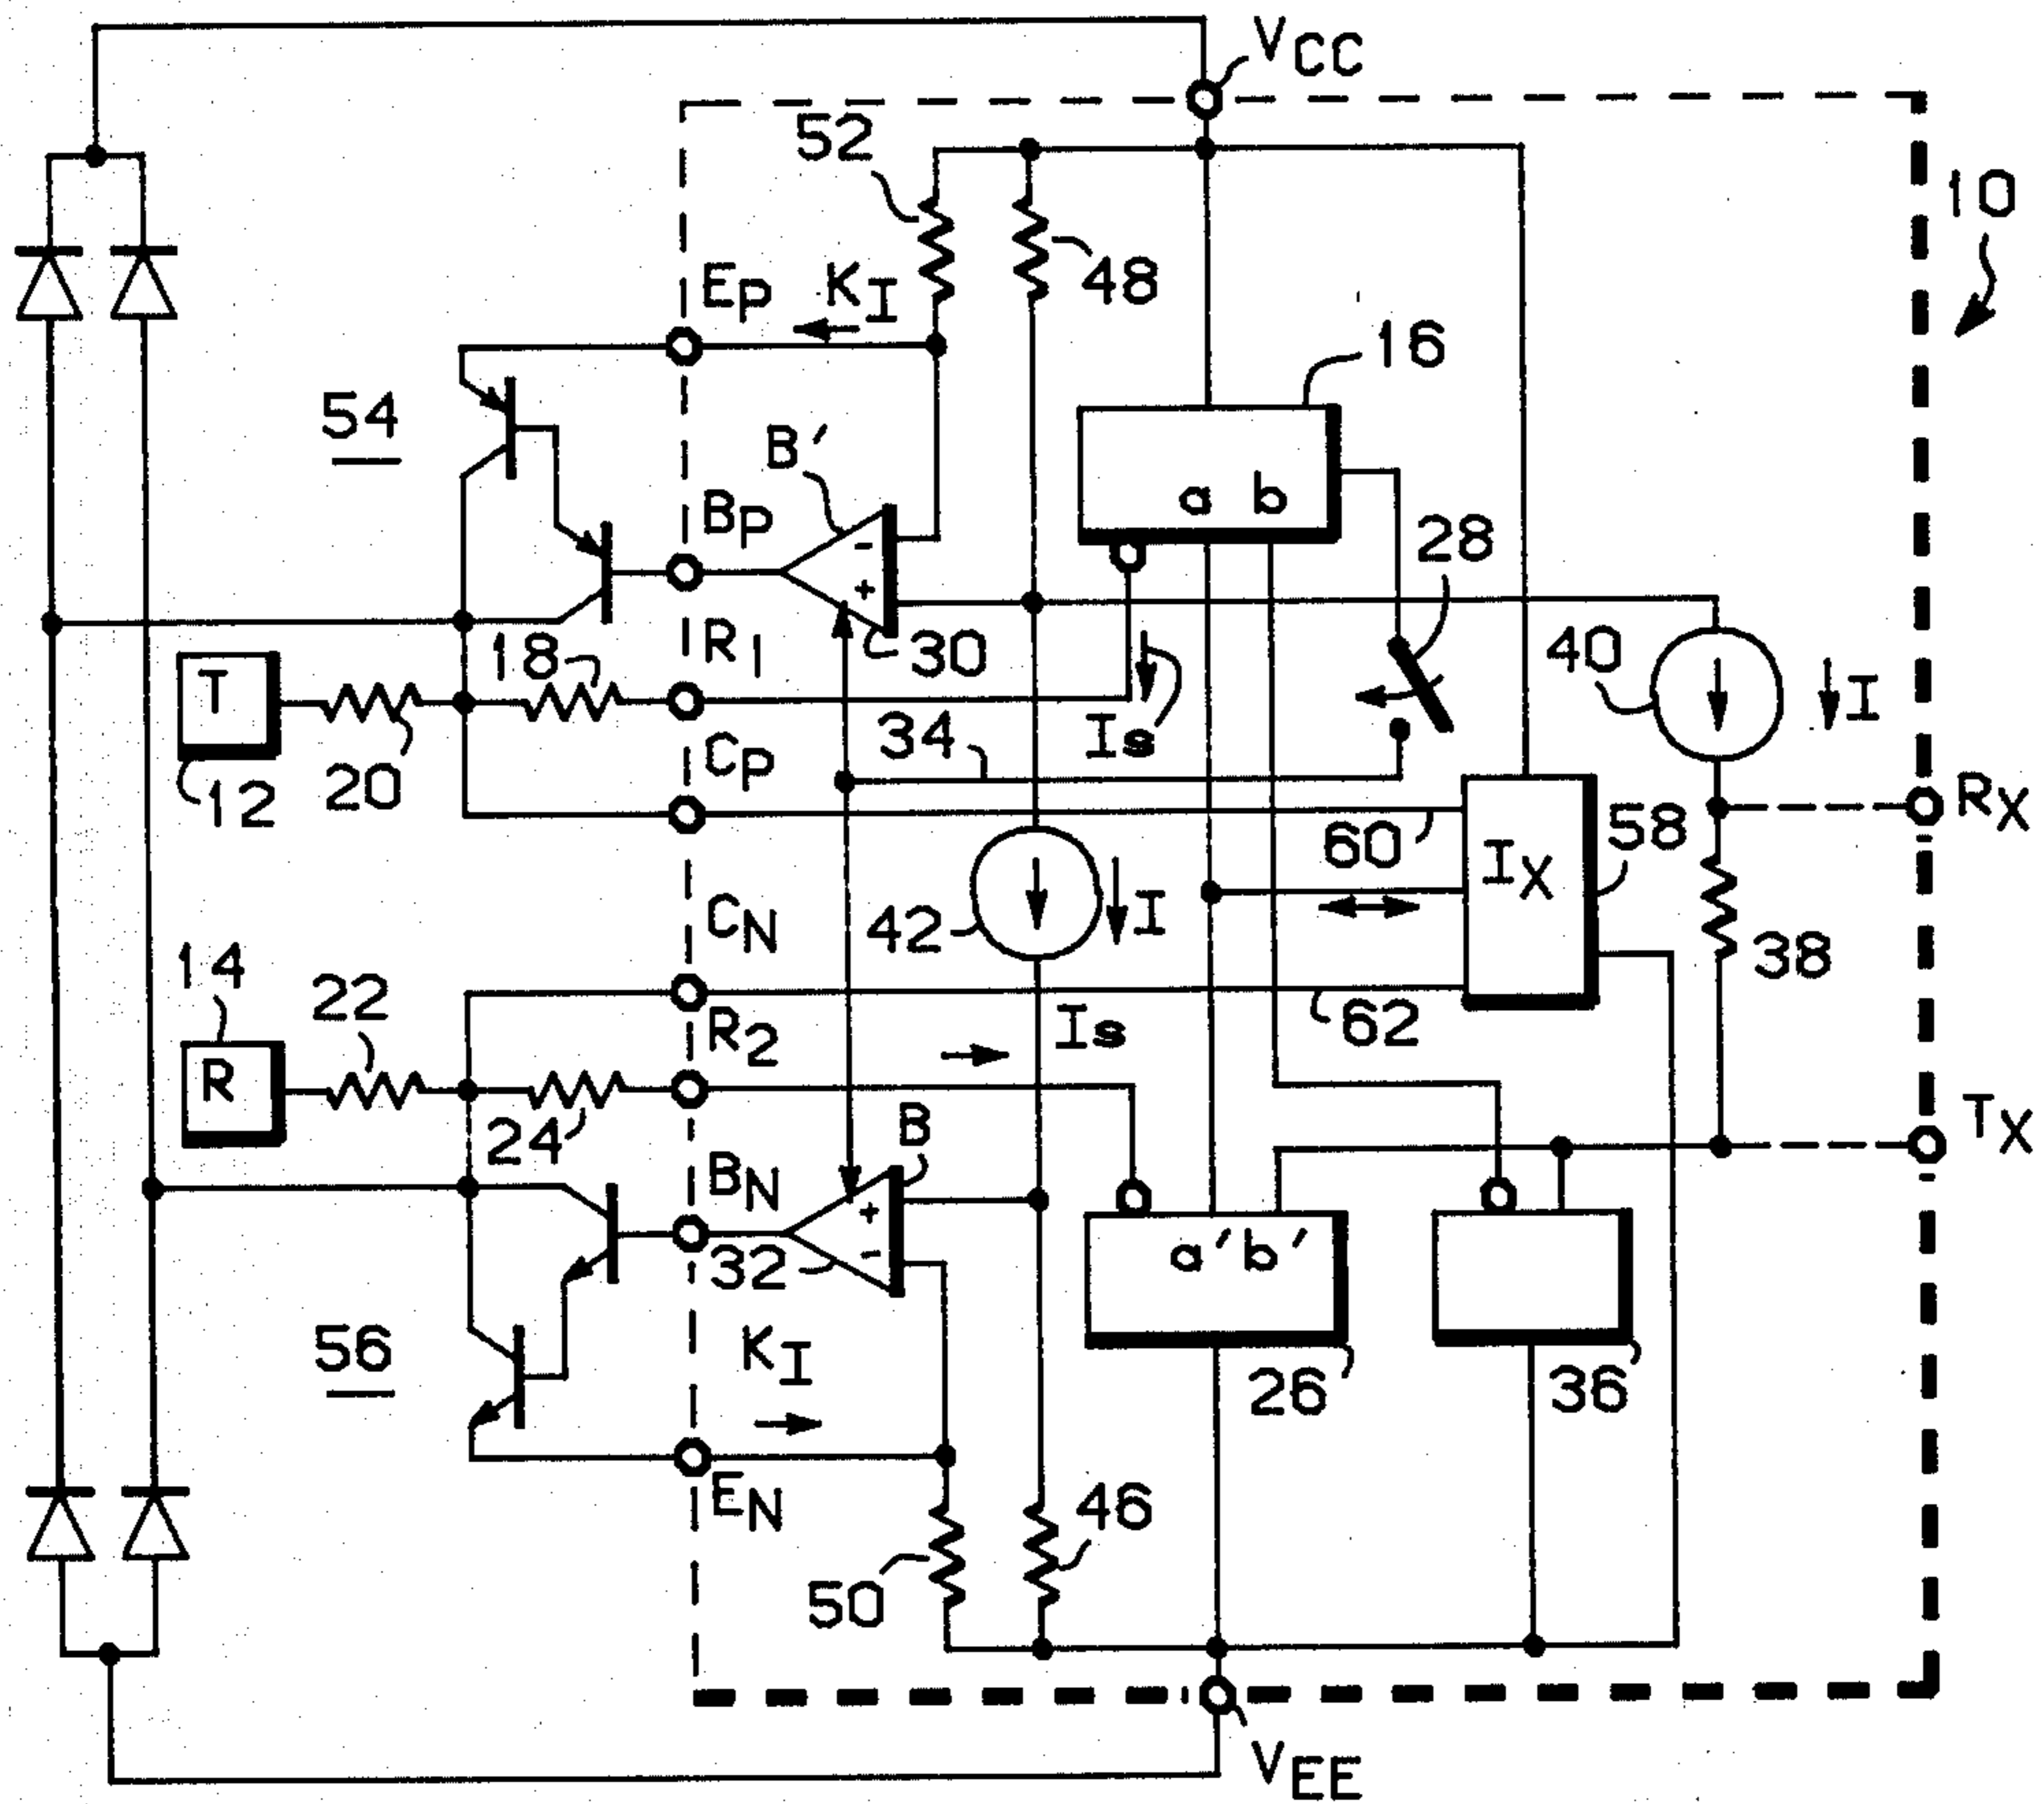 VCC
52
10
EP
KI
48
16
54
B'
a b
BP
- +
28
R1
30
40
T
18
Is
I
34
CP
RX
12
20
60
58
IX
CN
42
I
38
14
22
R2
Is
62
TX
R
24
B
BN
+ -
32
a' b'
56
KI
26
36
EN
46
50
VEE